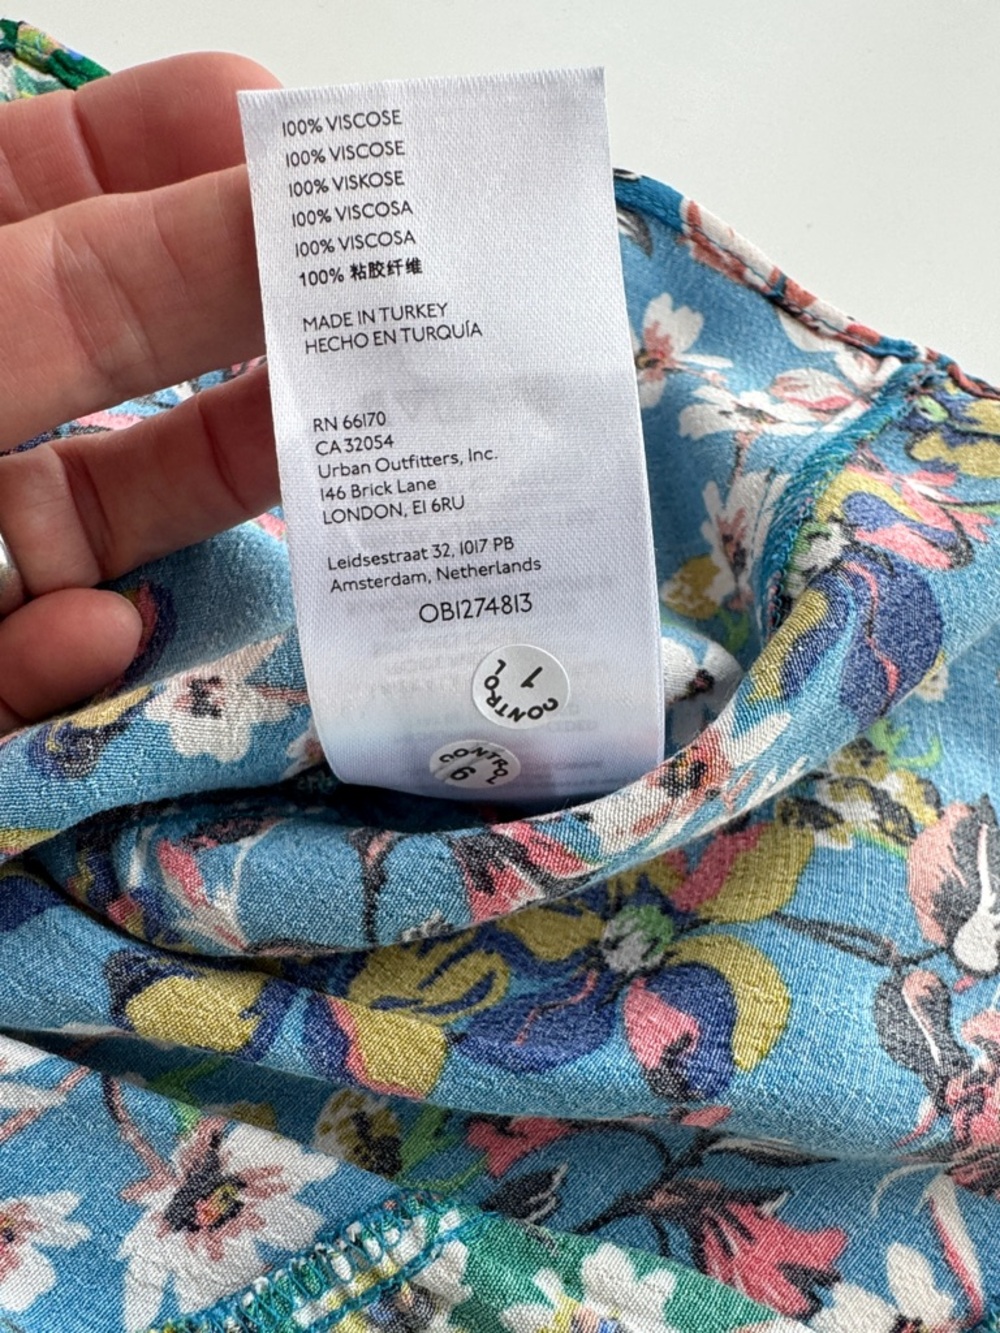 100% VISCOSE
100% VISCOSE
100% VISKOSE
100% VISCOSA
100% VISCOSA
100% 粘胶纤维
MADE IN TURKEY
HECHO EN TURQUÍA
RN 66170
CA 32054
Urban Outfitters, Inc.
146 Brick Lane
LONDON, E1 6RU
Leidsestraat 32, 1017 PB
Amsterdam, Netherlands
OB1274813
CONTROL
1
CONTROL